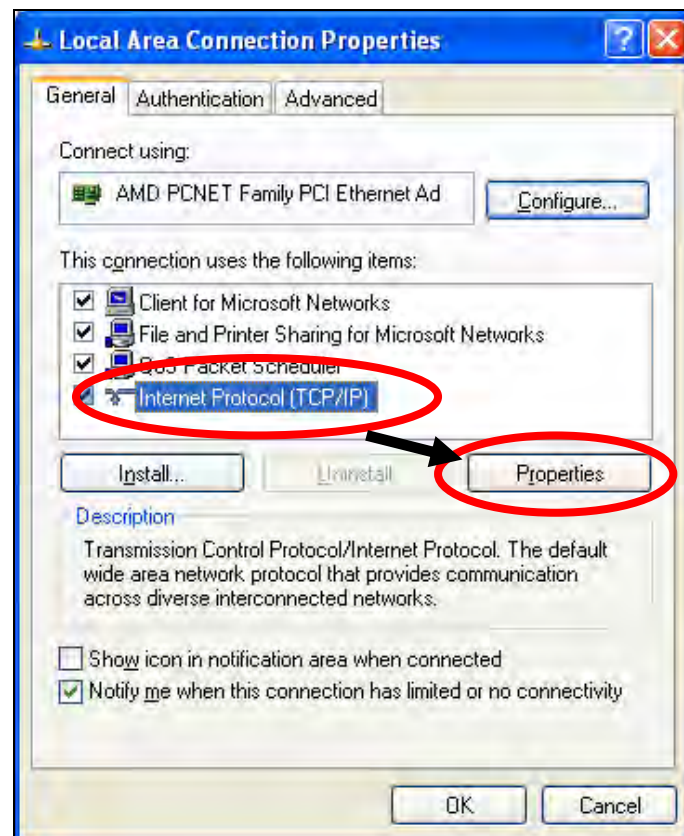 Local Area Connection Properties
General Authentication Advanced
Connect using:
AMD PCNET Family PCI Ethernet Ad Configure...
This connection uses the following items:
Client for Microsoft Networks
File and Printer Sharing for Microsoft Networks
QoS Packet Scheduler
Internet Protocol (TCP/IP)
Install... Uninstall Properties
Description
Transmission Control Protocol/Internet Protocol. The default
wide area network protocol that provides communication
across diverse interconnected networks.
Show icon in notification area when connected
Notify me when this connection has limited or no connectivity
OK Cancel